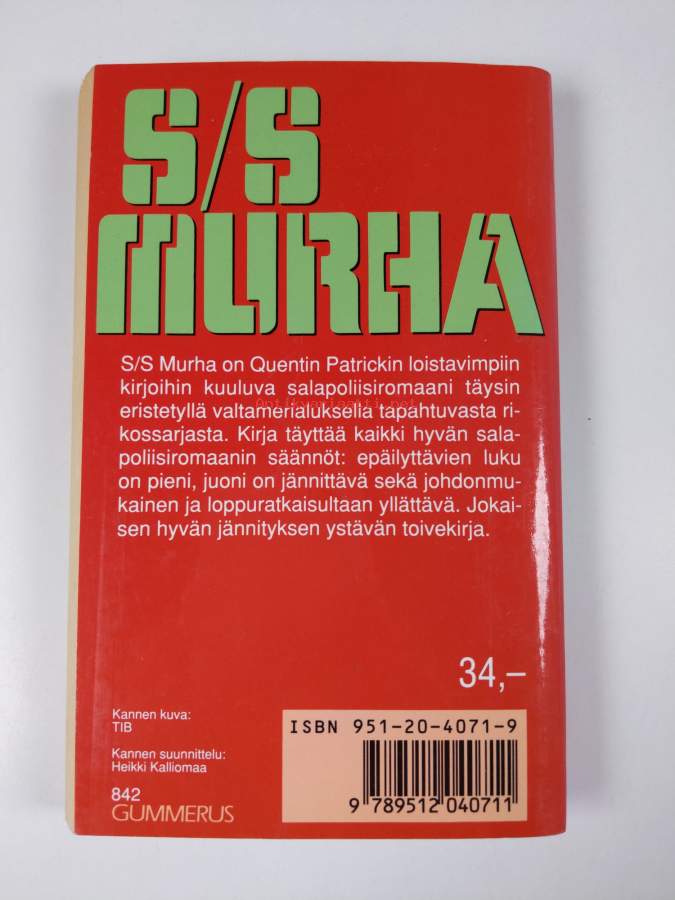 S/S
MURHA
S/S Murha on Quentin Patrickin loistavimpiin
kirjoihin kuuluva salapoliisiromaani täysin
eristetyllä valtamerialuksella tapahtuvasta ri-
Antikvariaatti.net
kossarjasta. Kirja täyttää kaikki hyvän sala-
poliisiromaanin säännöt: epäilyttävien luku
on pieni, juoni on jännittävä sekä johdonmu-
kainen ja loppuratkaisultaan yllättävä. Jokai-
sen hyvän jännityksen ystävän toivekirja.
34,–
Kannen kuva:
TIB
Kannen suunnittelu:
Heikki Kalliomaa
842
GUMMERUS
ISBN 951-20-4071-9
9 789512 040711